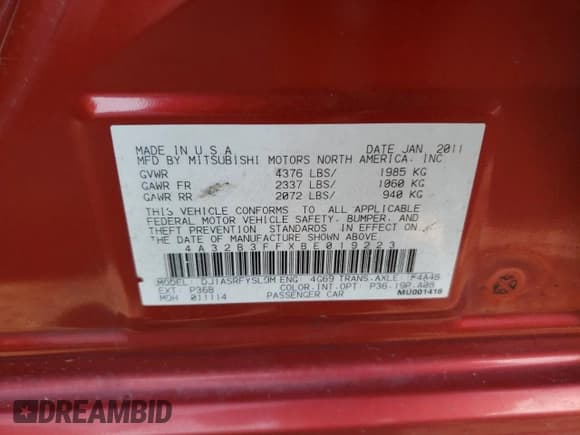 MADE IN U S A DATE JAN 2011
MFD BY MITSUBISHI MOTORS NORTH AMERICA, INC
GVWR 4376 LBS/ 1985 KG
GAWR FR 2337 LBS/ 1060 KG
GAWR RR 2072 LBS/ 940 KG
THIS VEHICLE CONFORMS TO ALL APPLICABLE
FEDERAL MOTOR VEHICLE SAFETY, BUMPER, AND
THEFT PREVENTION STANDARDS IN EFFECT ON
THE DATE OF MANUFACTURE SHOWN ABOVE
4A32B3FFXBE019223
MODEL: DJ1ASRFYSL9M ENG 4G69 TRANS.AXLE F4A4B
EXT: P36B COLOR.INT.OPT: P36 19P A09
MDH 011114 PASSENGER CAR MU001416
DREAMBID